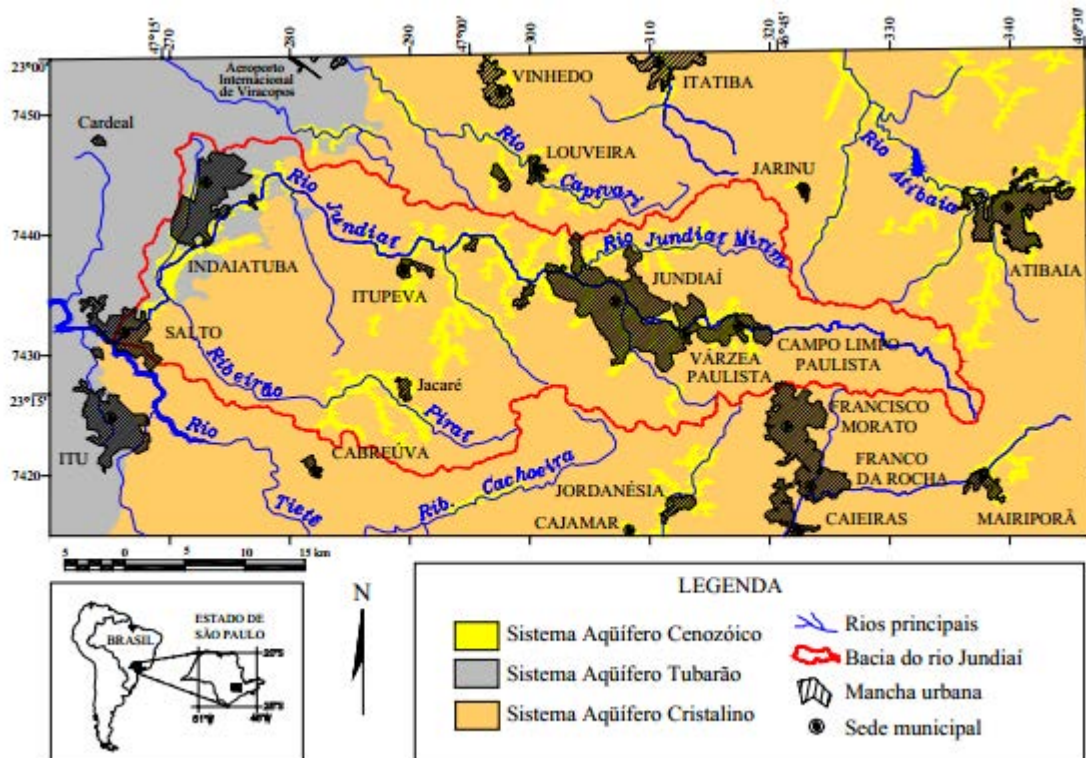 47°15'
270
280
290
47°00'
300
310
320
46°45'
330
340
46°30'
23°00'
7450
7440
7430
23°15'
7420
Aeroporto
Internacional
de Viracopos
VINHEDO
ITATIBA
Cardeal
Rio
Capivari
LOUVEIRA
JARINU
Rio
Atibaia
ATIBAIA
Rio
Jundiaí
Rio Jundiaí Mirim
INDAIATUBA
ITUPEVA
JUNDIAÍ
SALTO
VÁRZEA
PAULISTA
CAMPO LIMPO
PAULISTA
Ribeirão
Piraí
Jacaré
ITU
Rio
Tietê
CABREÚVA
Rib. Cachoeira
FRANCISCO
MORATO
FRANCO
DA ROCHA
JORDANÉSIA
CAJAMAR
CAIEIRAS
MAIRIPORÃ
5 0 5 10 15 km
BRASIL
ESTADO DE
SÃO PAULO
N
LEGENDA
Sistema Aqüífero Cenozóico
Sistema Aqüífero Tubarão
Sistema Aqüífero Cristalino
Rios principais
Bacia do rio Jundiaí
Mancha urbana
Sede municipal